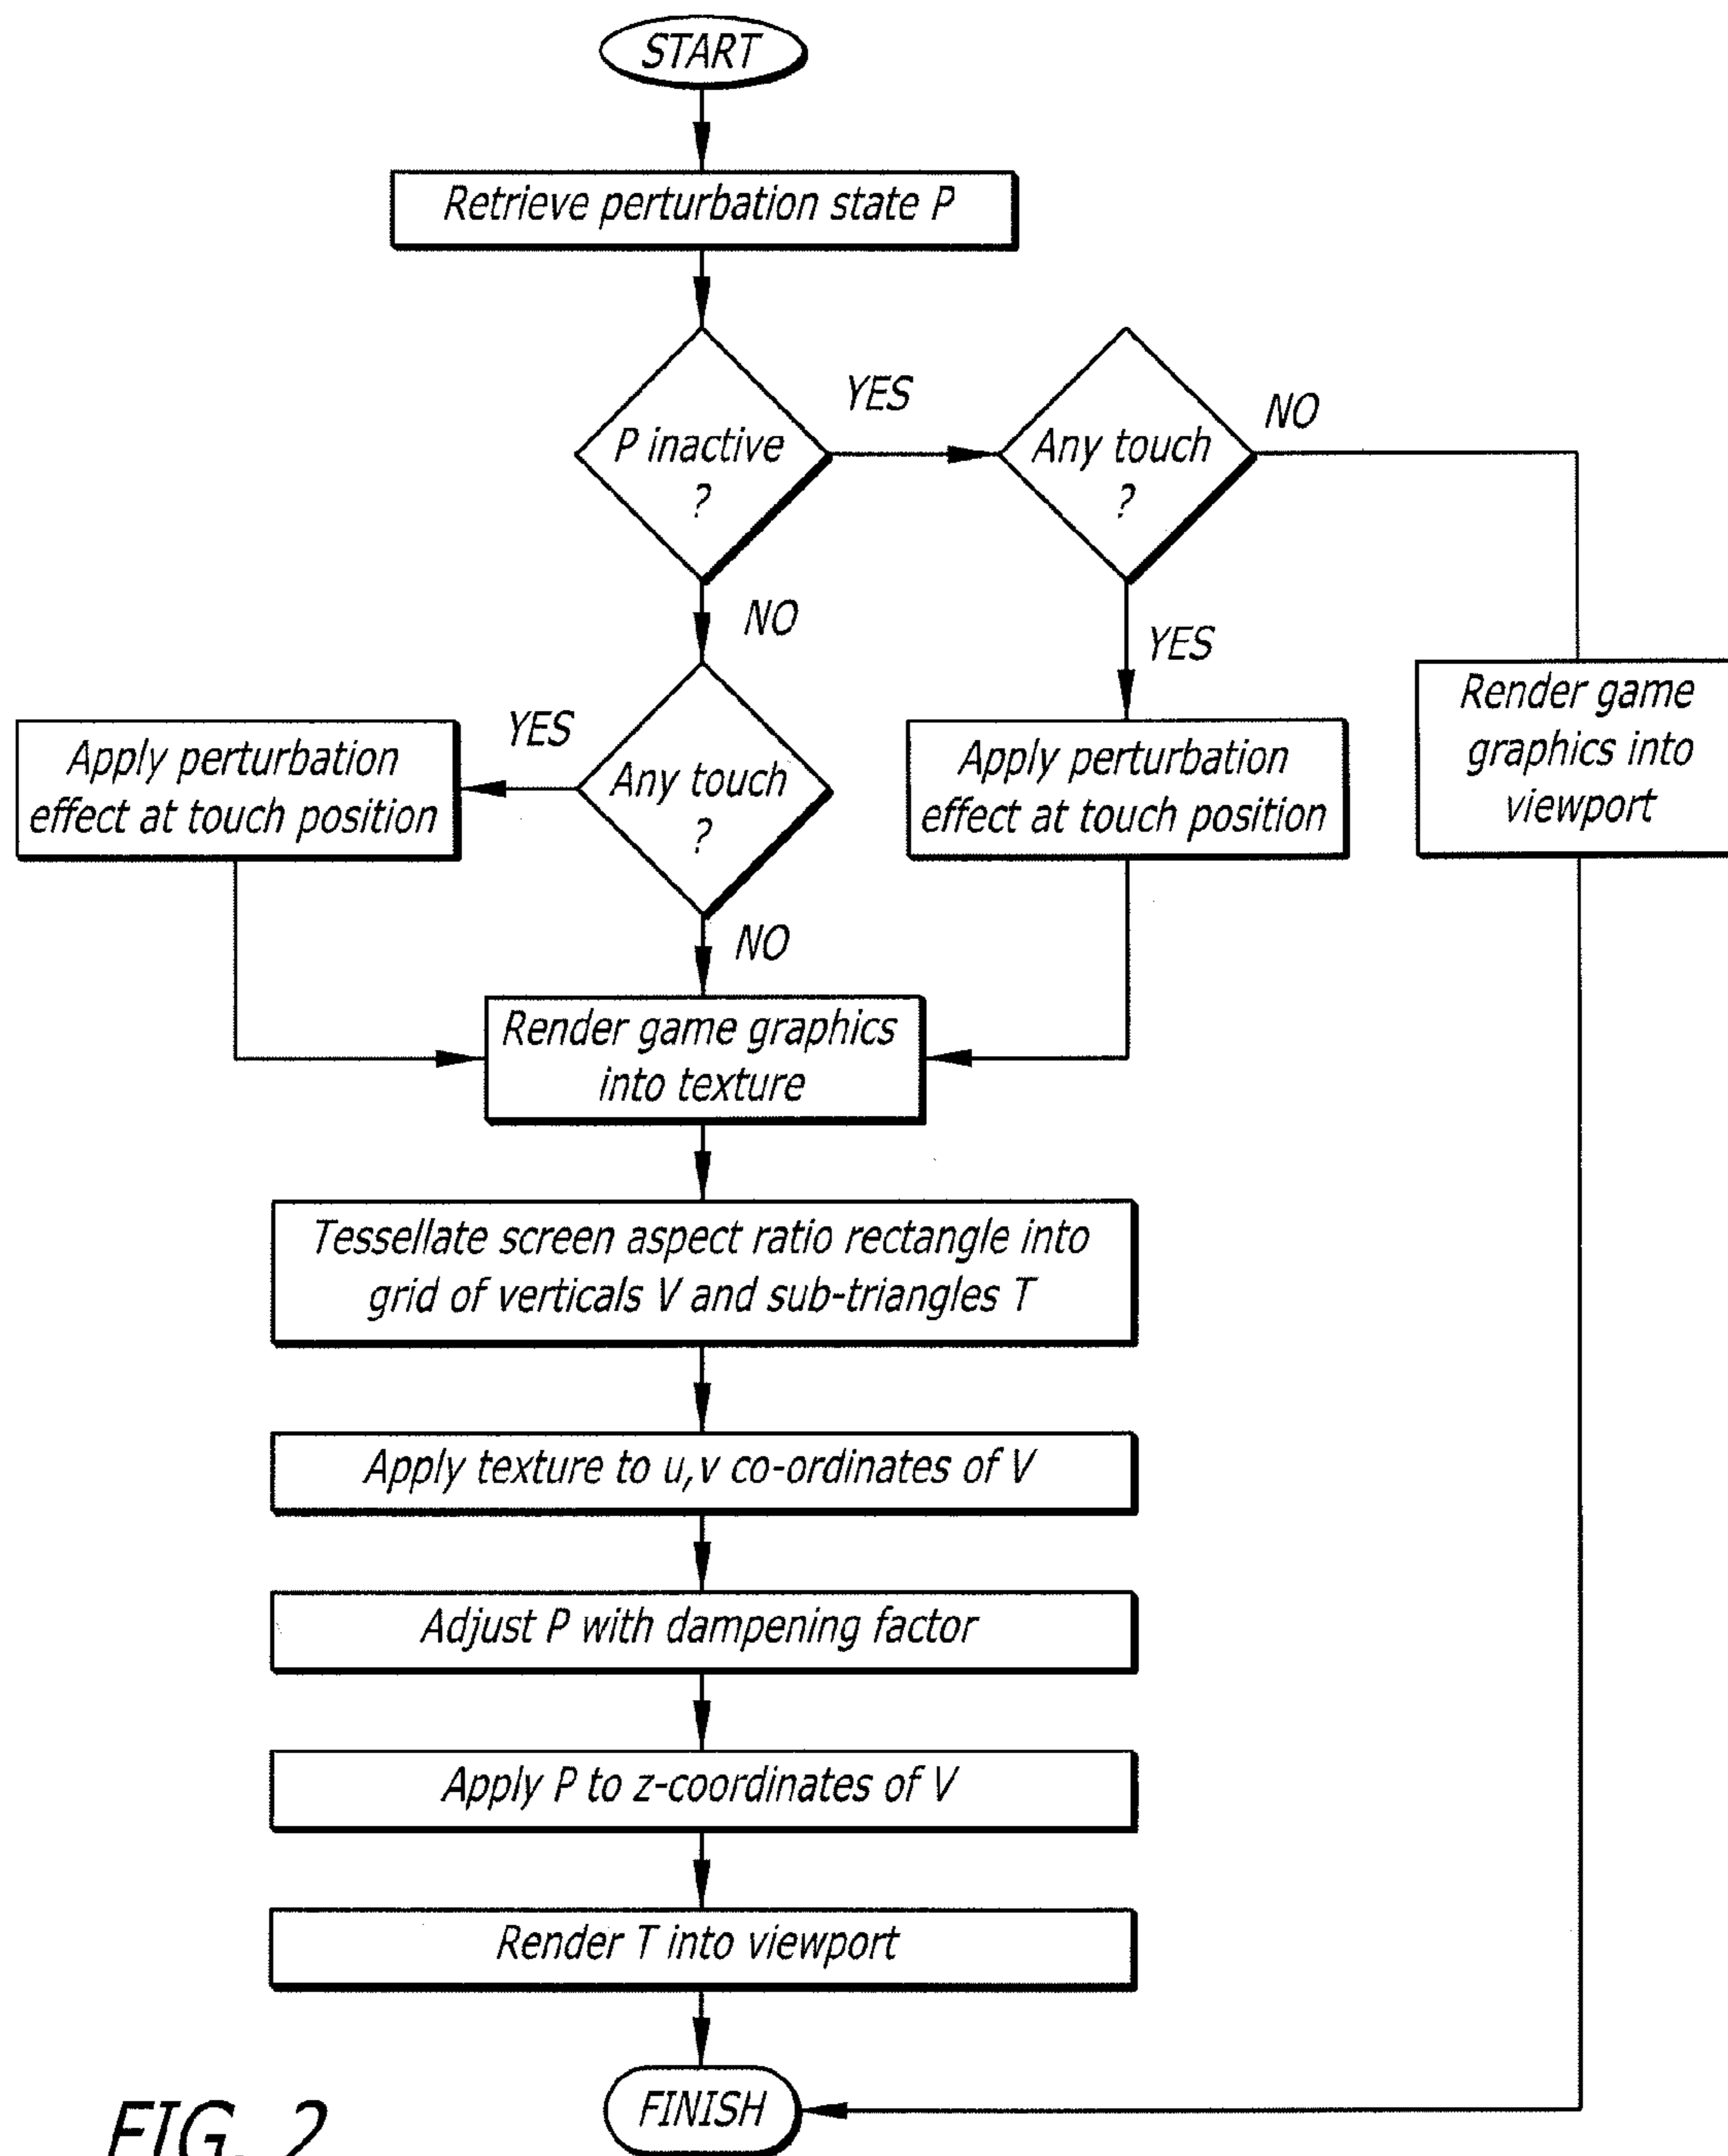 START
Retrieve perturbation state P
P inactive
?
YES
Any touch
?
NO
NO
YES
Render game
graphics into
viewport
YES
Apply perturbation
effect at touch position
Any touch
?
Apply perturbation
effect at touch position
NO
Render game graphics
into texture
Tessellate screen aspect ratio rectangle into
grid of verticals V and sub-triangles T
Apply texture to u,v co-ordinates of V
Adjust P with dampening factor
Apply P to z-coordinates of V
Render T into viewport
FINISH
FIG. 2